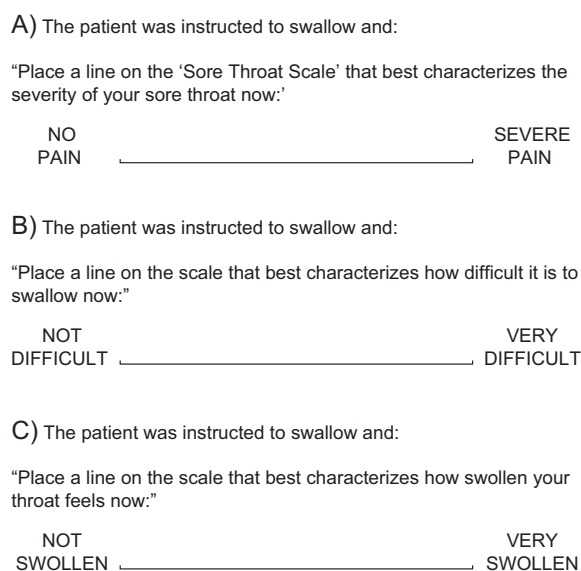 A) The patient was instructed to swallow and:
“Place a line on the ‘Sore Throat Scale’ that best characterizes the
severity of your sore throat now:’
NO SEVERE
PAIN PAIN
B) The patient was instructed to swallow and:
“Place a line on the scale that best characterizes how difficult it is to
swallow now:”
NOT VERY
DIFFICULT DIFFICULT
C) The patient was instructed to swallow and:
“Place a line on the scale that best characterizes how swollen your
throat feels now:”
NOT VERY
SWOLLEN SWOLLEN